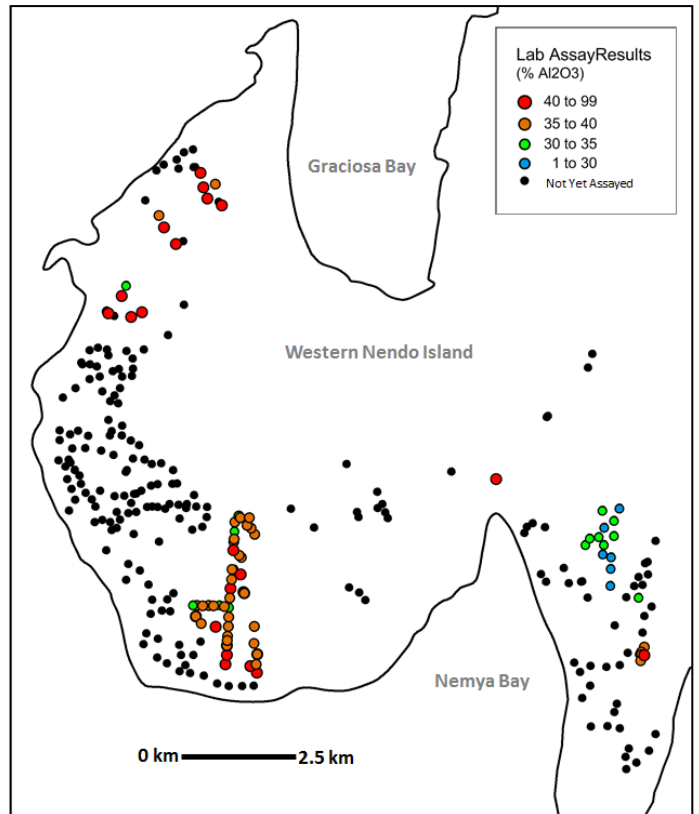 Lab AssayResults
(% Al2O3)
40 to 99
35 to 40
30 to 35
1 to 30
Not Yet Assayed
Graciosa Bay
Western Nendo Island
Nemya Bay
0 km 2.5 km